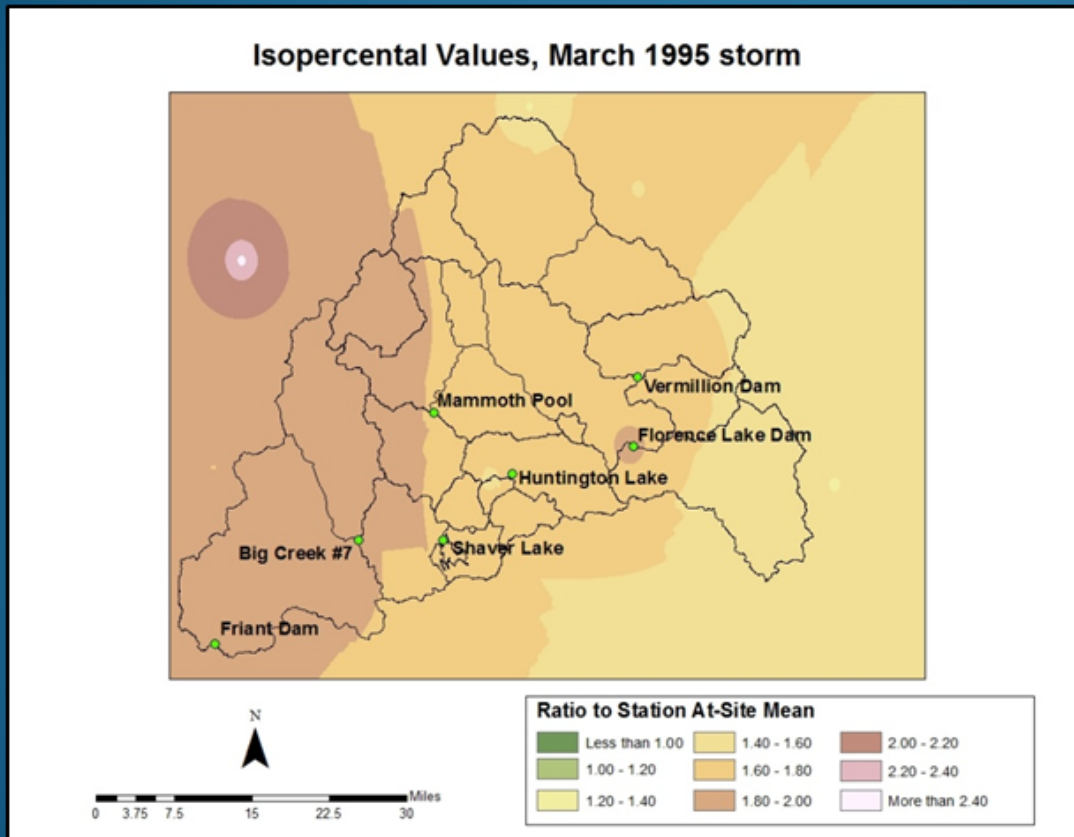 Isopercental Values, March 1995 storm
Vermillion Dam
Mammoth Pool
Florence Lake Dam
Huntington Lake
Big Creek #7
Shaver Lake
Friant Dam
N
Miles
0 3.75 7.5 15 22.5 30
Ratio to Station At-Site Mean
Less than 1.00 1.40 - 1.60 2.00 - 2.20
1.00 - 1.20 1.60 - 1.80 2.20 - 2.40
1.20 - 1.40 1.80 - 2.00 More than 2.40